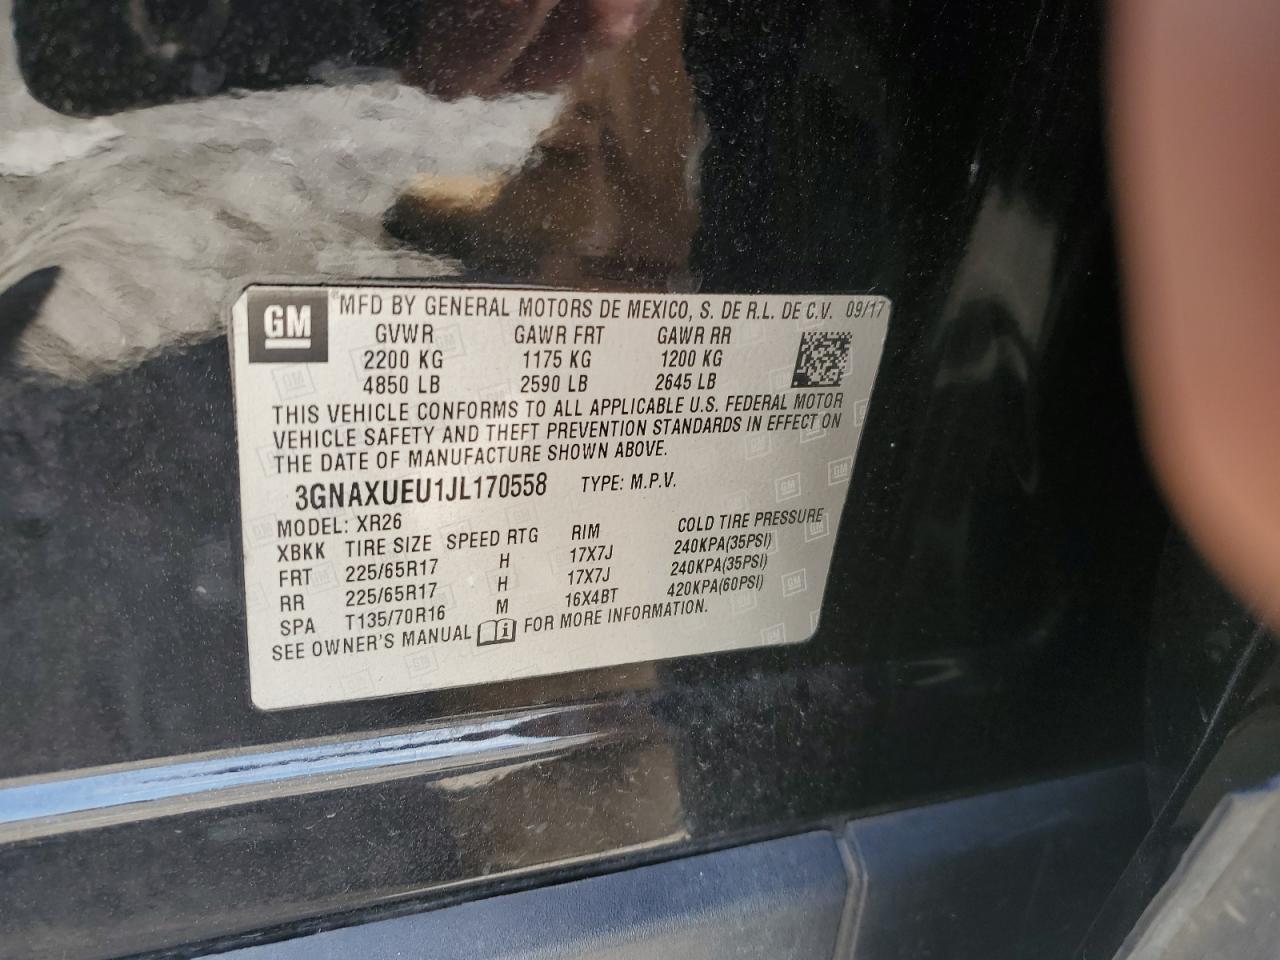 GM
MFD BY GENERAL MOTORS DE MEXICO, S. DE R.L. DE C.V. 09/17
GVWR GAWR FRT GAWR RR
2200 KG 1175 KG 1200 KG
4850 LB 2590 LB 2645 LB
THIS VEHICLE CONFORMS TO ALL APPLICABLE U.S. FEDERAL MOTOR
VEHICLE SAFETY AND THEFT PREVENTION STANDARDS IN EFFECT ON
THE DATE OF MANUFACTURE SHOWN ABOVE.
3GNAXUEU1JL170558 TYPE: M.P.V.
MODEL: XR26
XBKK TIRE SIZE SPEED RTG RIM COLD TIRE PRESSURE
FRT 225/65R17 H 17X7J 240KPA(35PSI)
RR 225/65R17 H 17X7J 240KPA(35PSI)
SPA T135/70R16 M 16X4BT 420KPA(60PSI)
SEE OWNER'S MANUAL i FOR MORE INFORMATION.